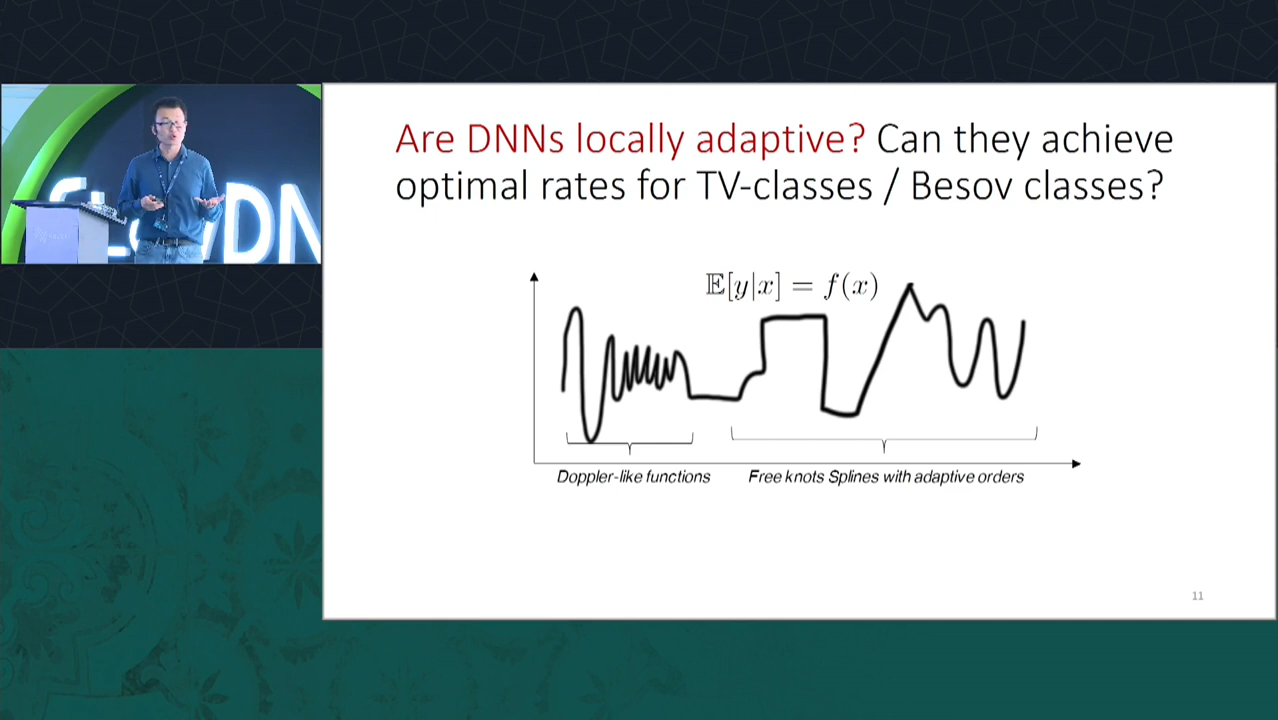 Are DNNs locally adaptive? Can they achieve
optimal rates for TV-classes / Besov classes?
𝔼[y|x] = f(x)
Doppler-like functions
Free knots Splines with adaptive orders
11